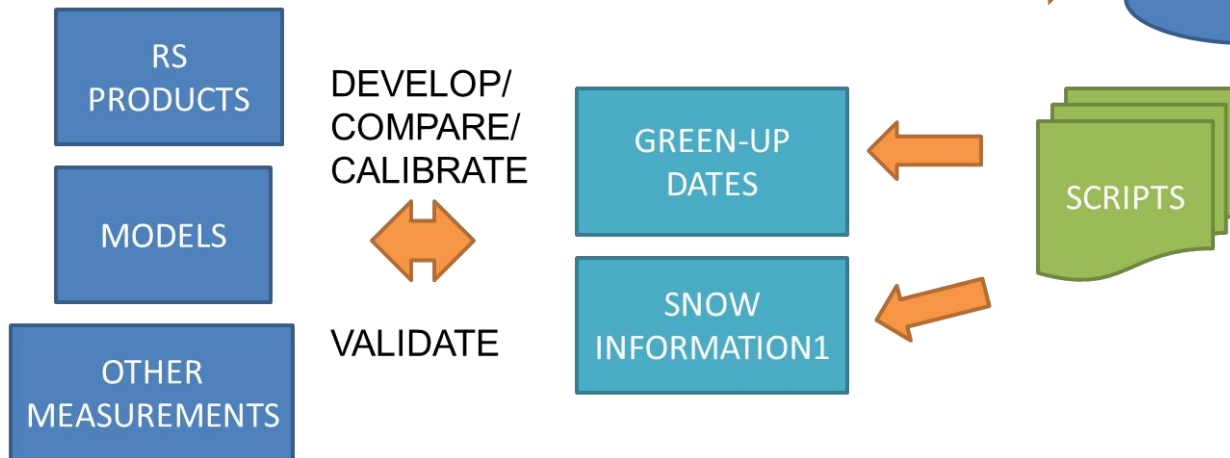 RS
PRODUCTS
MODELS
OTHER
MEASUREMENTS
DEVELOP/
COMPARE/
CALIBRATE
VALIDATE
GREEN-UP
DATES
SNOW
INFORMATION1
SCRIPTS